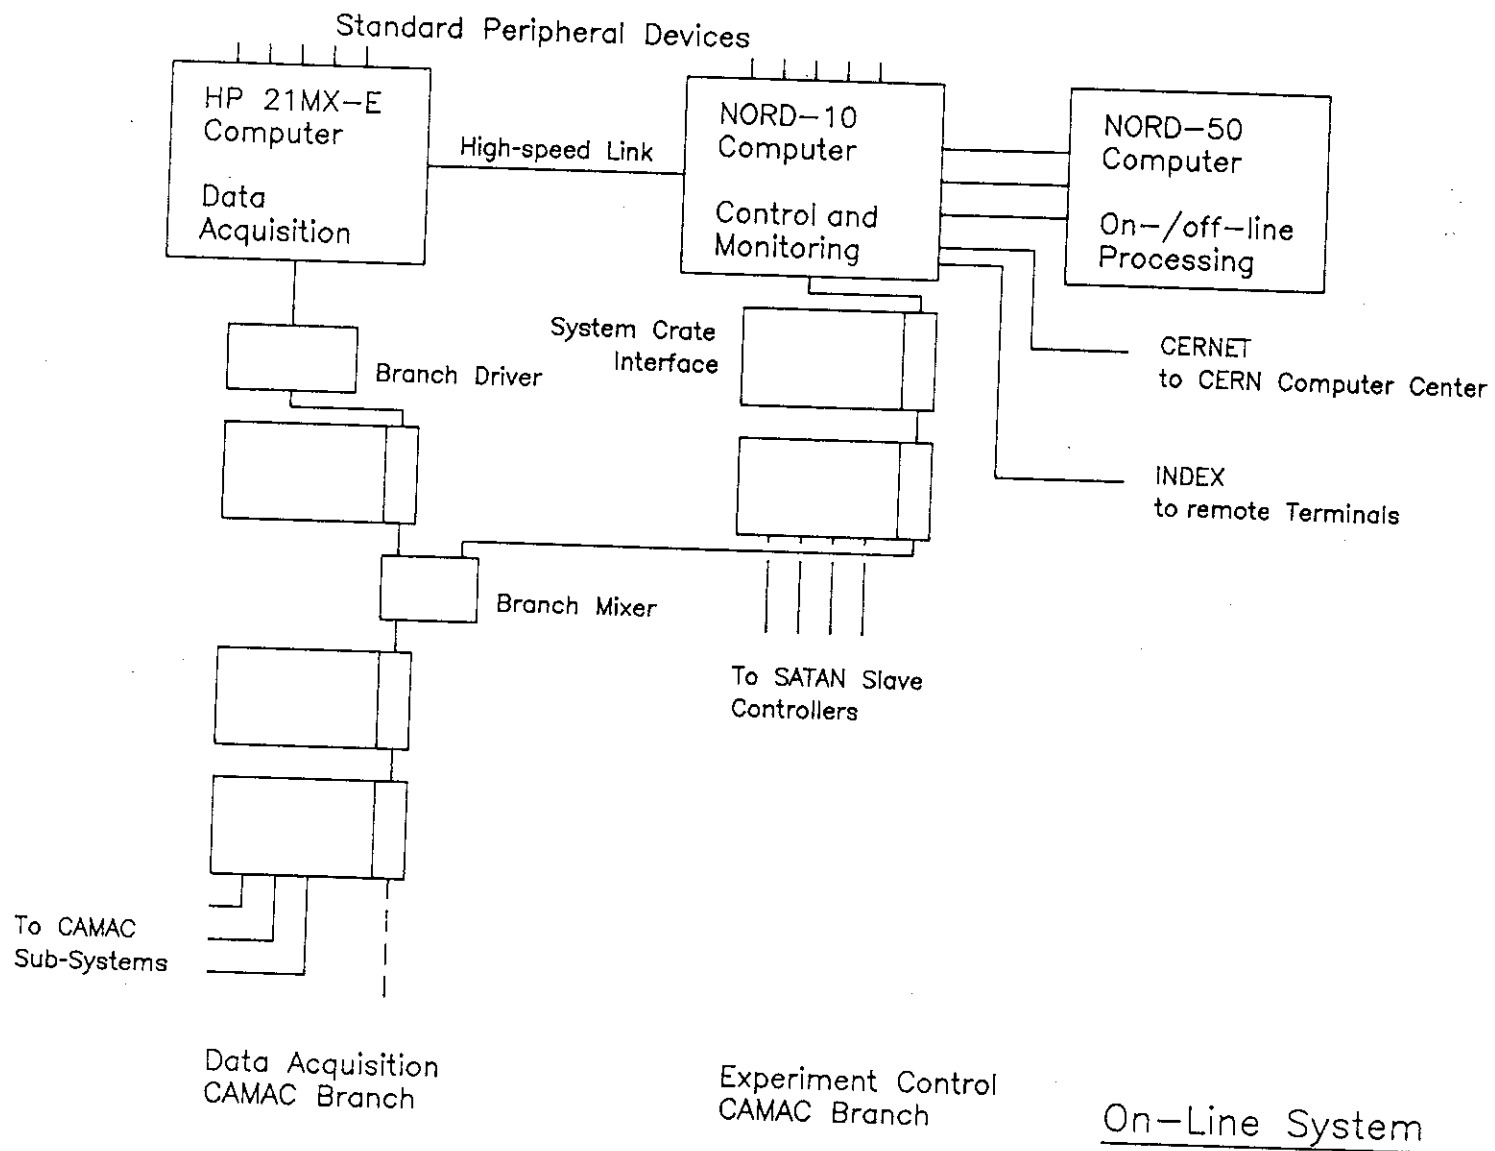 Standard Peripheral Devices
HP 21MX-E
Computer
Data
Acquisition
High-speed Link
NORD-10
Computer
Control and
Monitoring
NORD-50
Computer
On-/off-line
Processing
System Crate
Interface
Branch Driver
CERNET
to CERN Computer Center
INDEX
to remote Terminals
Branch Mixer
To SATAN Slave
Controllers
To CAMAC
Sub-Systems
Data Acquisition
CAMAC Branch
Experiment Control
CAMAC Branch
On-Line System